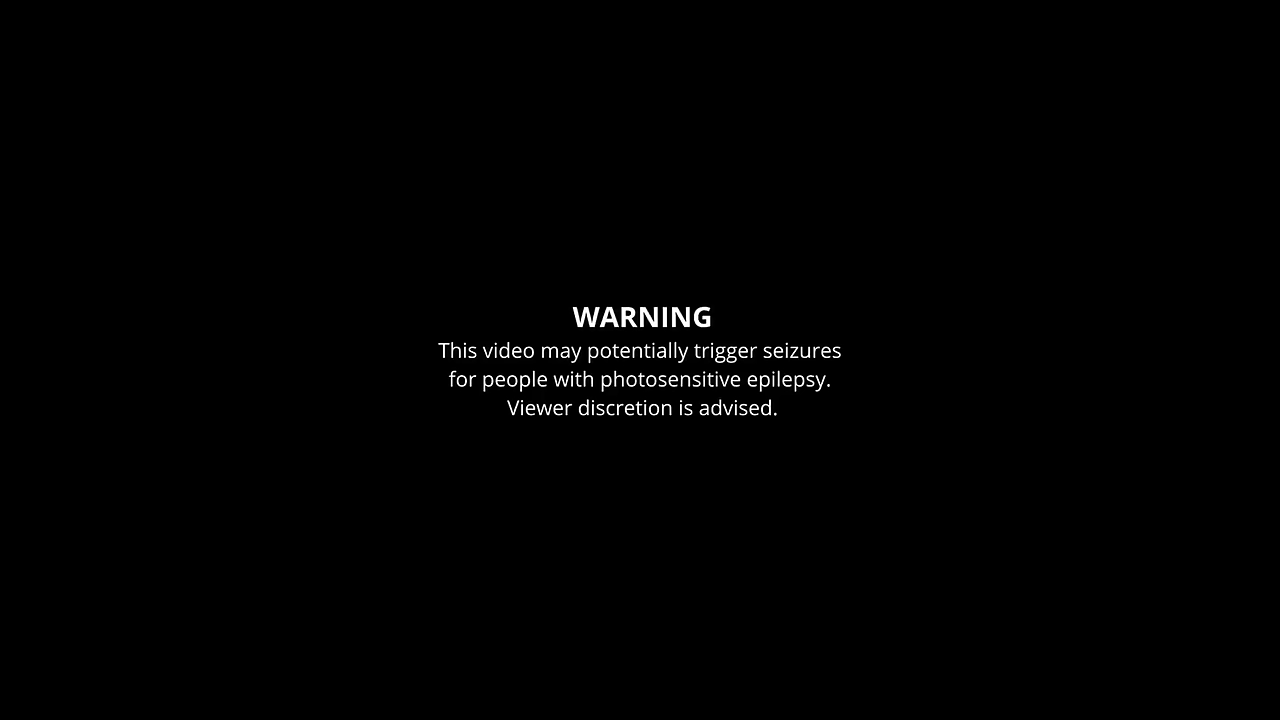 WARNING
This video may potentially trigger seizures
for people with photosensitive epilepsy.
Viewer discretion is advised.